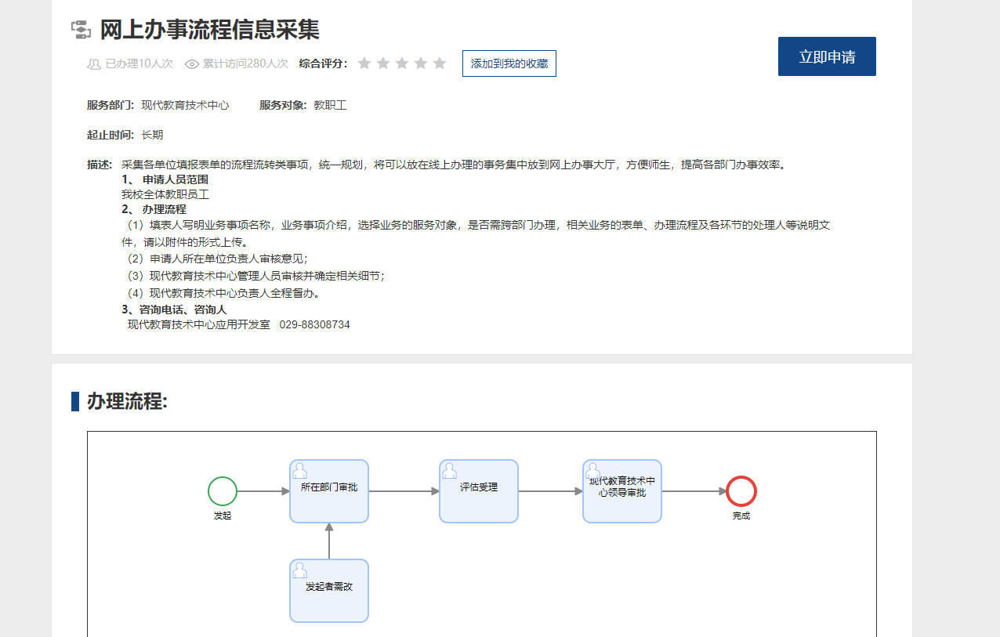 网上办事流程信息采集
已办理10人次 累计访问280人次 综合评分： 添加到我的收藏
立即申请
服务部门： 现代教育技术中心 服务对象： 教职工
起止时间： 长期
描述： 采集各单位填报表单的流程流转类事项，统一规划，将可以放在线上办理的事务集中放到网上办事大厅，方便师生，提高各部门办事效率。
1、 申请人员范围
我校全体教职员工
2、 办理流程
（1）填表人写明业务事项名称，业务事项介绍，选择业务的服务对象，是否需跨部门办理，相关业务的表单、办理流程及各环节的处理人等说明文
件，请以附件的形式上传。
（2）申请人所在单位负责人审核意见；
（3）现代教育技术中心管理人员审核并确定相关细节；
（4）现代教育技术中心负责人全程督办。
3、咨询电话、咨询人
现代教育技术中心应用开发室 029-88308734
办理流程:
发起
所在部门审批
评估受理
现代教育技术中
心领导审批
完成
发起者需改